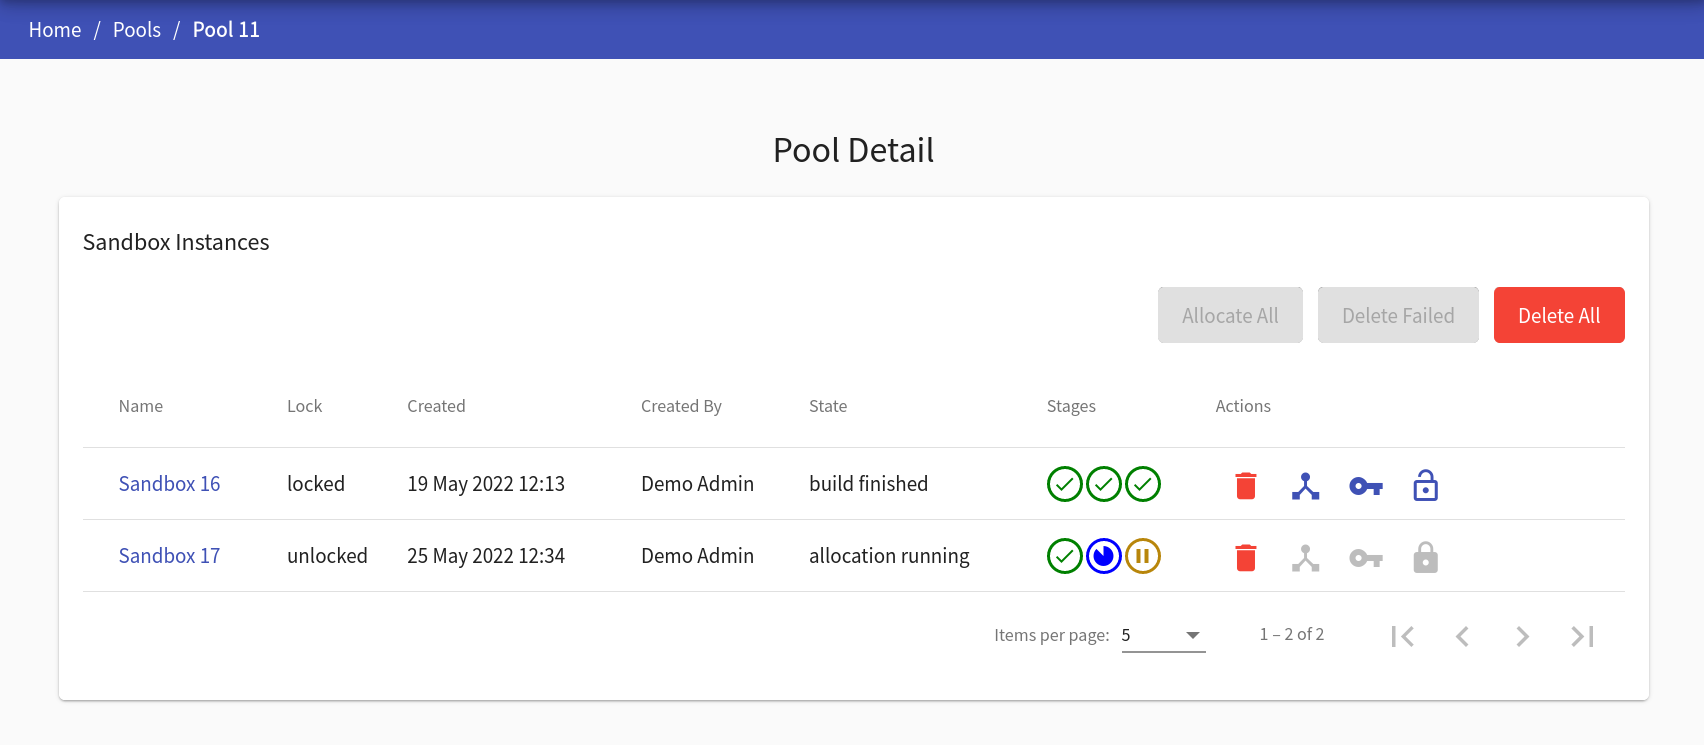 Home / Pools / Pool 11
Pool Detail
Sandbox Instances
Allocate All Delete Failed Delete All
Name Lock Created Created By State Stages Actions
Sandbox 16 locked 19 May 2022 12:13 Demo Admin build finished
Sandbox 17 unlocked 25 May 2022 12:34 Demo Admin allocation running
Items per page: 5 1 – 2 of 2